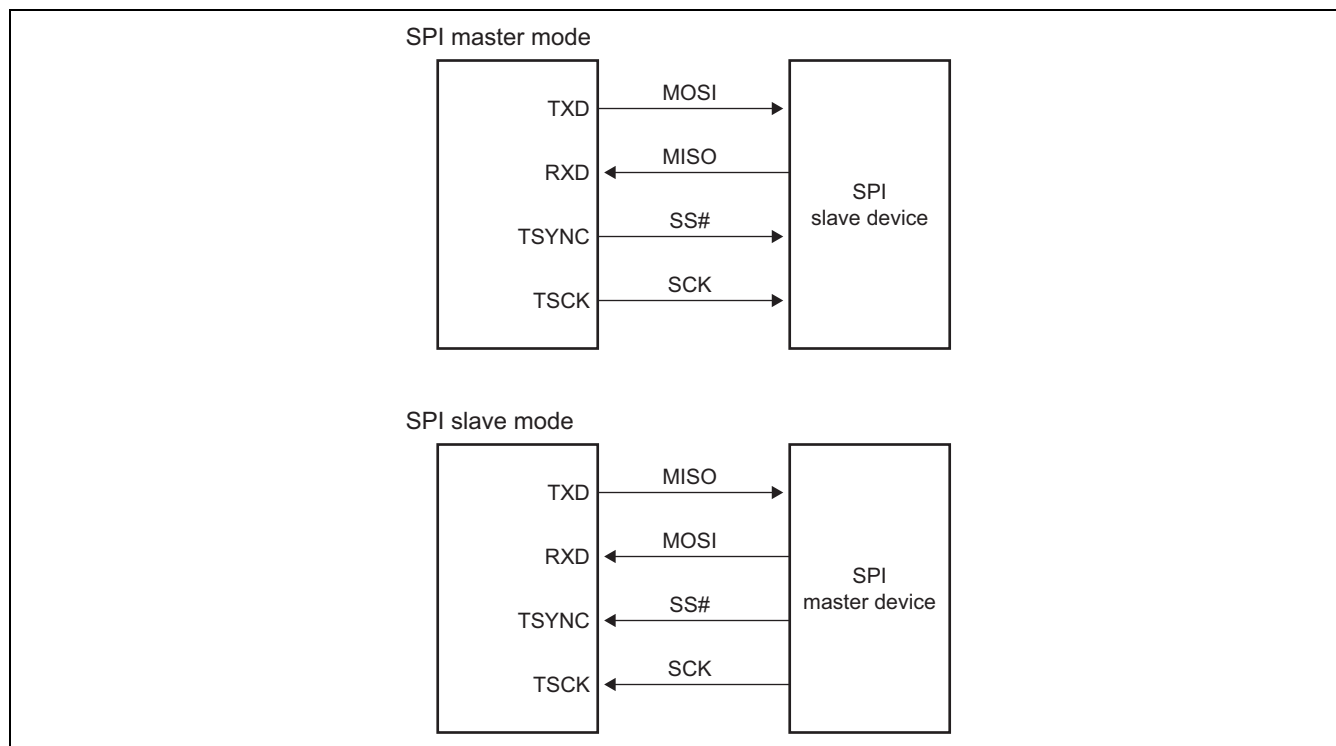 SPI master mode
TXD
MOSI
RXD
MISO
TSYNC
SS#
TSCK
SCK
SPI
slave device
SPI slave mode
TXD
MISO
RXD
MOSI
TSYNC
SS#
TSCK
SCK
SPI
master device